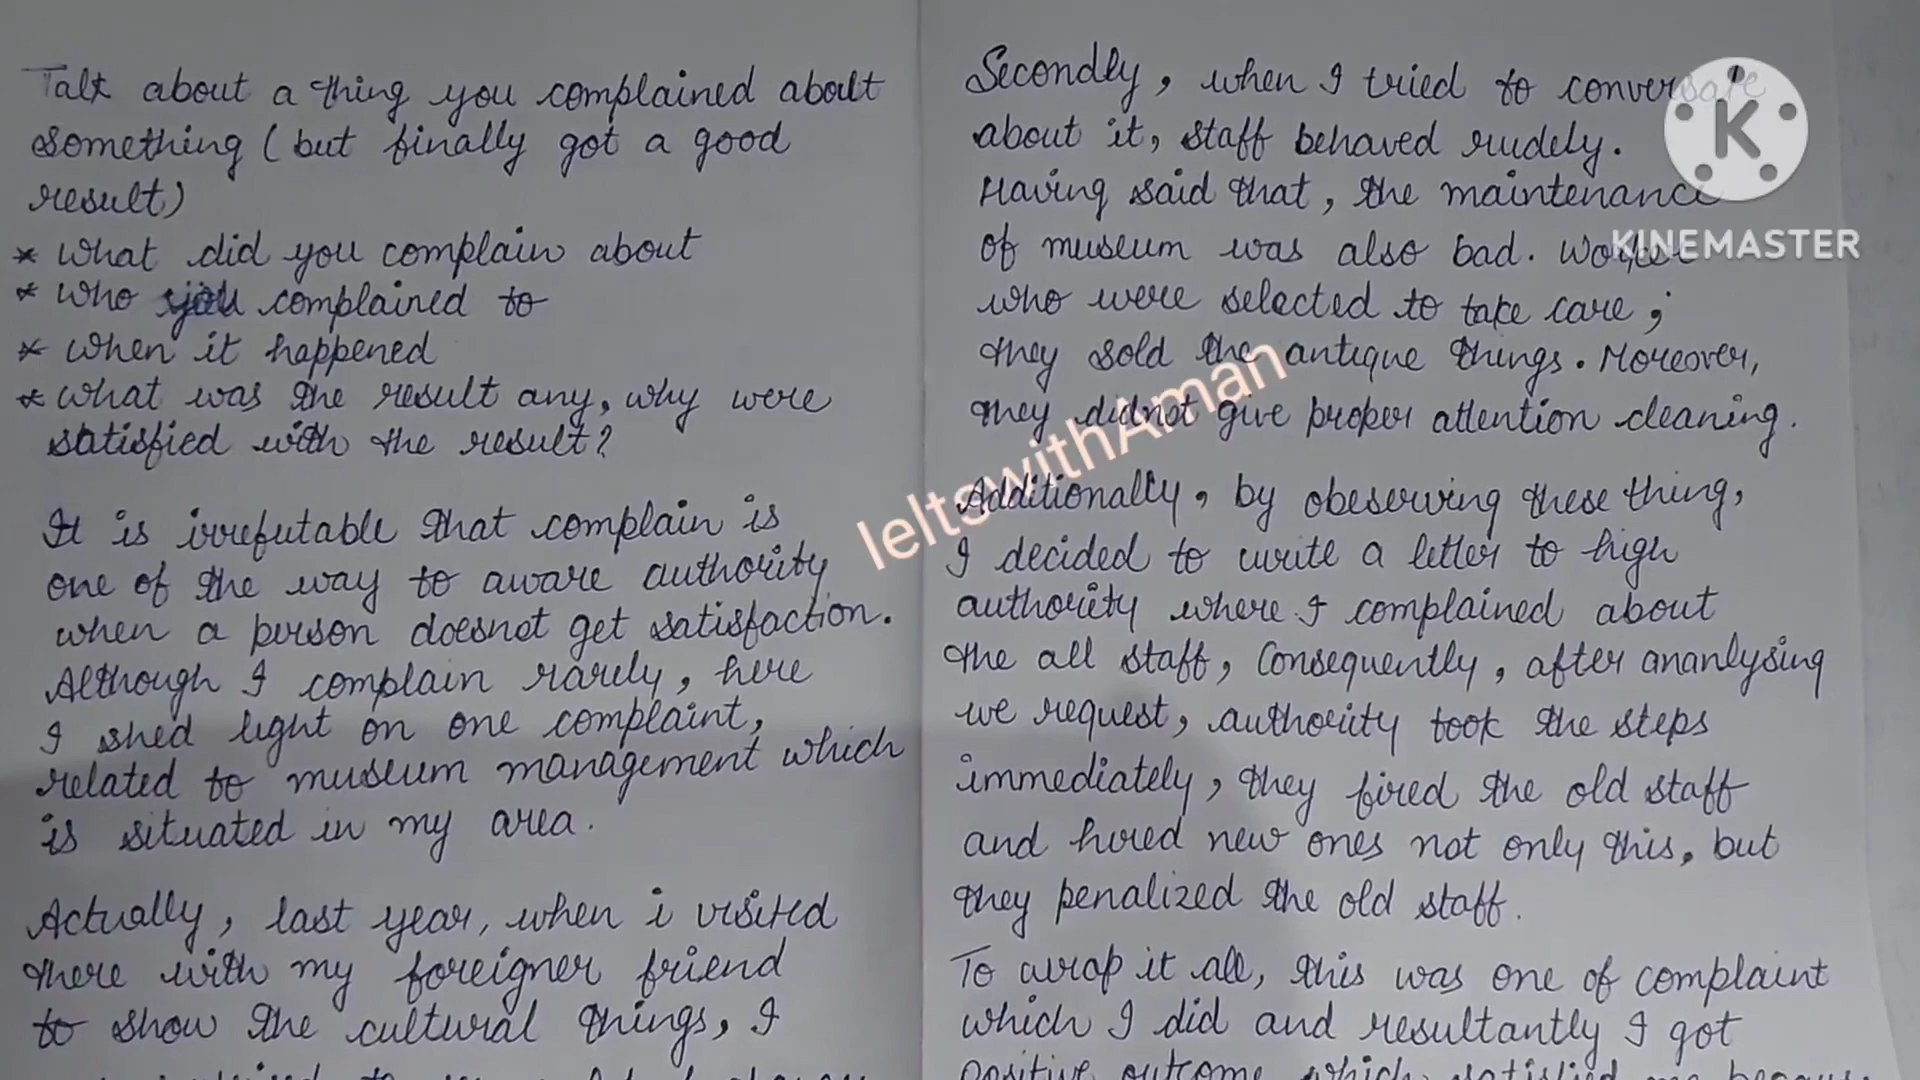 Talk about a thing you complained about
something (but finally got a good
result)
* what did you complain about
* who you complained to
* when it happened
* what was the result any, why were
satisfied with the result?
It is irrefutable that complain is
one of the way to aware authority
when a person doesnot get satisfaction.
Although I complain rarely, here
I shed light on one complaint,
related to museum management which
is situated in my area.
Actually, last year, when i visited
there with my foreigner friend
to show the cultural things, I
Secondly, when I tried to conversate
about it, staff behaved rudely.
Having said that, the maintenance
of museum was also bad. Worker
who were selected to take care;
they sold the antique things. Moreover,
they didnot give proper attention cleaning.
Additionally, by obeserving these thing,
I decided to write a letter to high
authority where I complained about
the all staff, Consequently, after ananlysing
we request, authority took the steps
immediately, they fired the old staff
and hired new ones not only this, but
they penalized the old staff.
To wrap it all, this was one of complaint
which I did and resultantly I got
positive outcome which satisfied me because
IeltswithAman
K
KINEMASTER